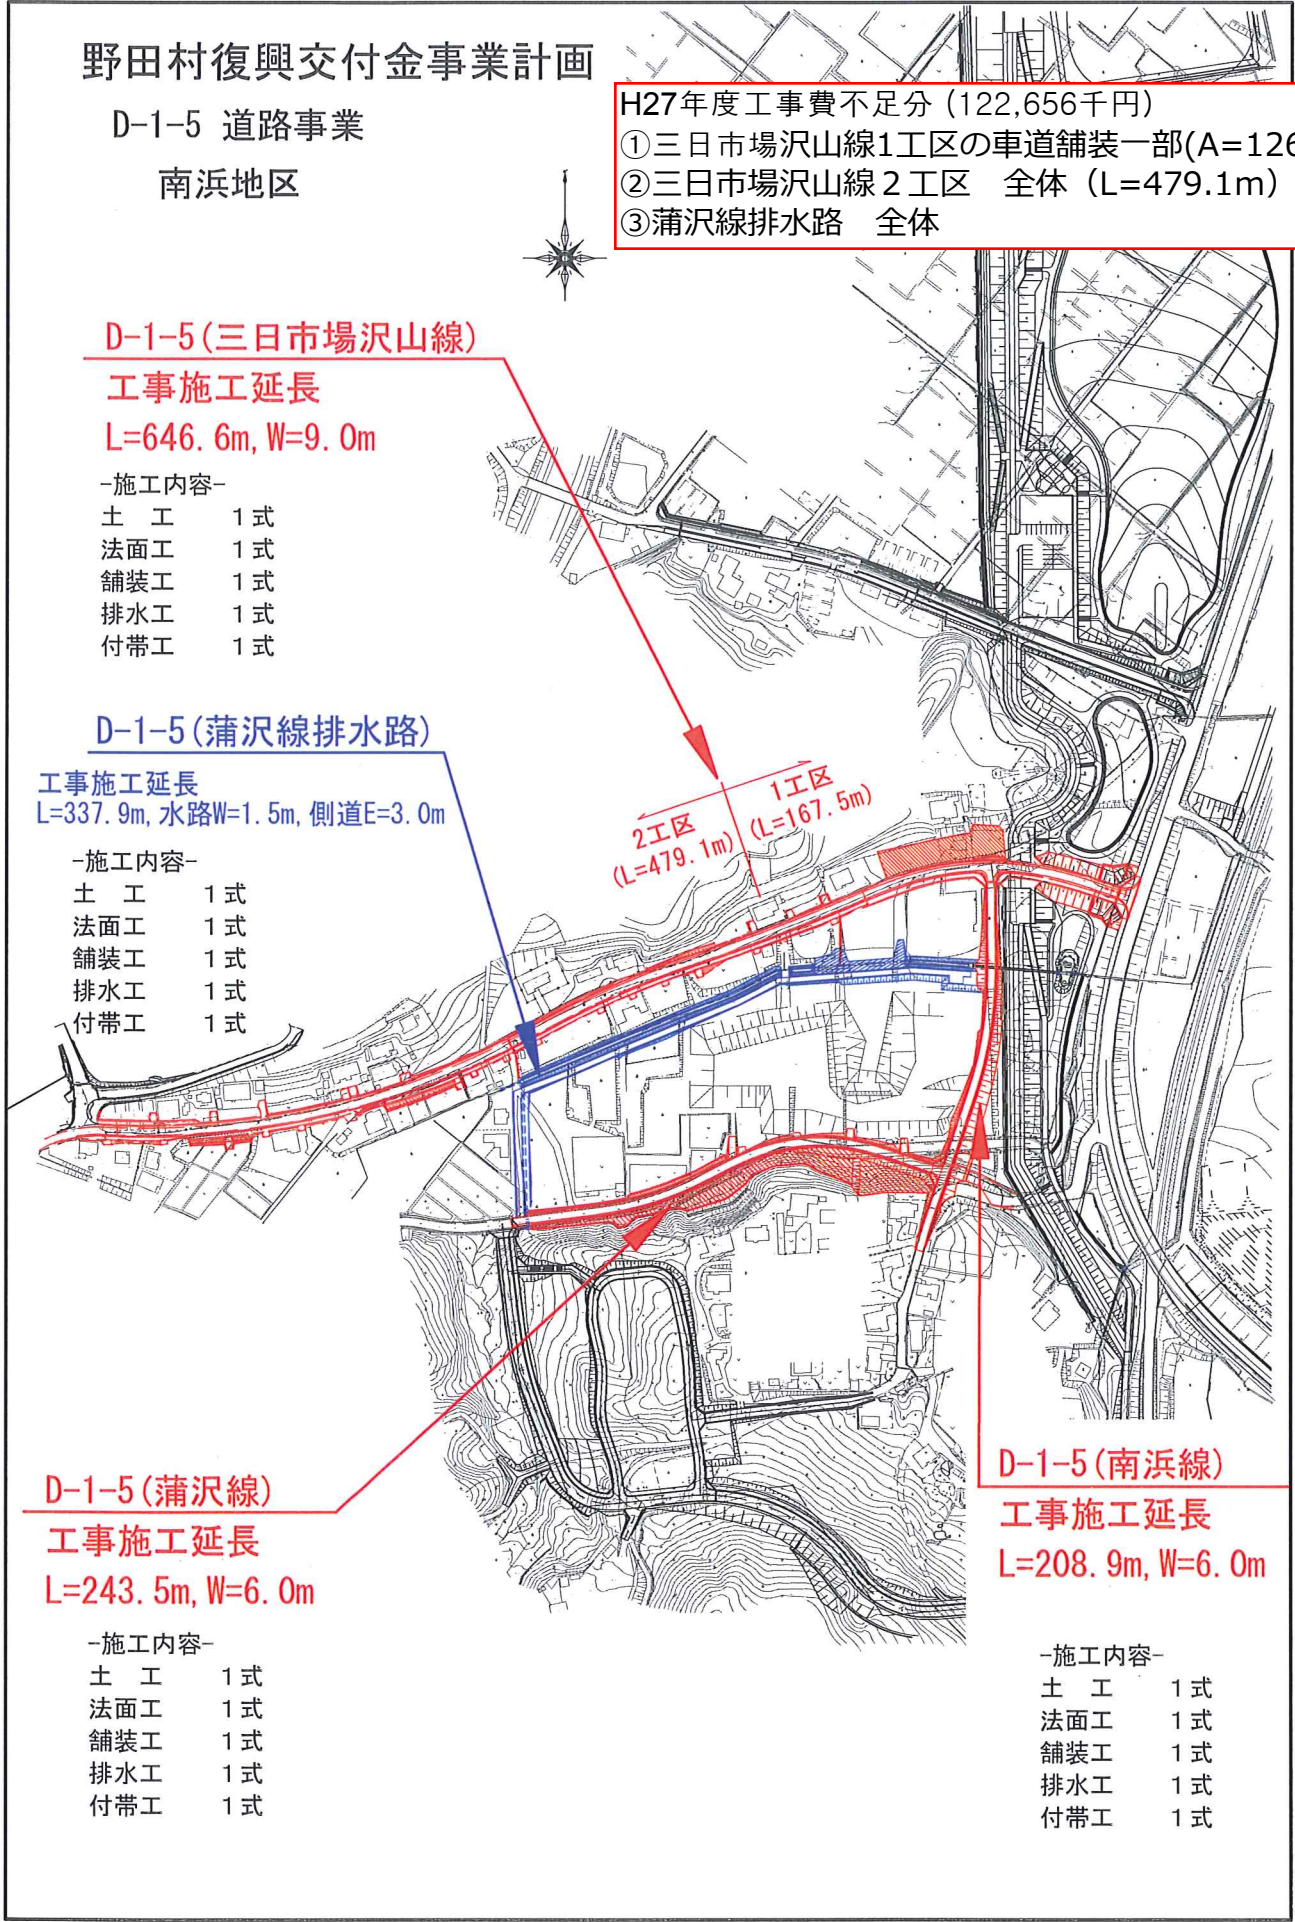 野田村復興交付金事業計画
D-1-5 道路事業
南浜地区
H27年度工事費不足分 (122,656千円)
①三日市場沢山線1工区の車道舗装一部(A=126
②三日市場沢山線２工区　全体（L=479.1m）
③蒲沢線排水路　全体
D-1-5(三日市場沢山線)
工事施工延長
L=646.6m, W=9.0m
-施工内容-
土　工　1式
法面工　1式
舗装工　1式
排水工　1式
付帯工　1式
D-1-5(蒲沢線排水路)
工事施工延長
L=337.9m, 水路W=1.5m, 側道E=3.0m
-施工内容-
土　工　1式
法面工　1式
舗装工　1式
排水工　1式
付帯工　1式
1工区
(L=167.5m)
2工区
(L=479.1m)
D-1-5(蒲沢線)
工事施工延長
L=243.5m, W=6.0m
-施工内容-
土　工　1式
法面工　1式
舗装工　1式
排水工　1式
付帯工　1式
D-1-5(南浜線)
工事施工延長
L=208.9m, W=6.0m
-施工内容-
土　工　1式
法面工　1式
舗装工　1式
排水工　1式
付帯工　1式